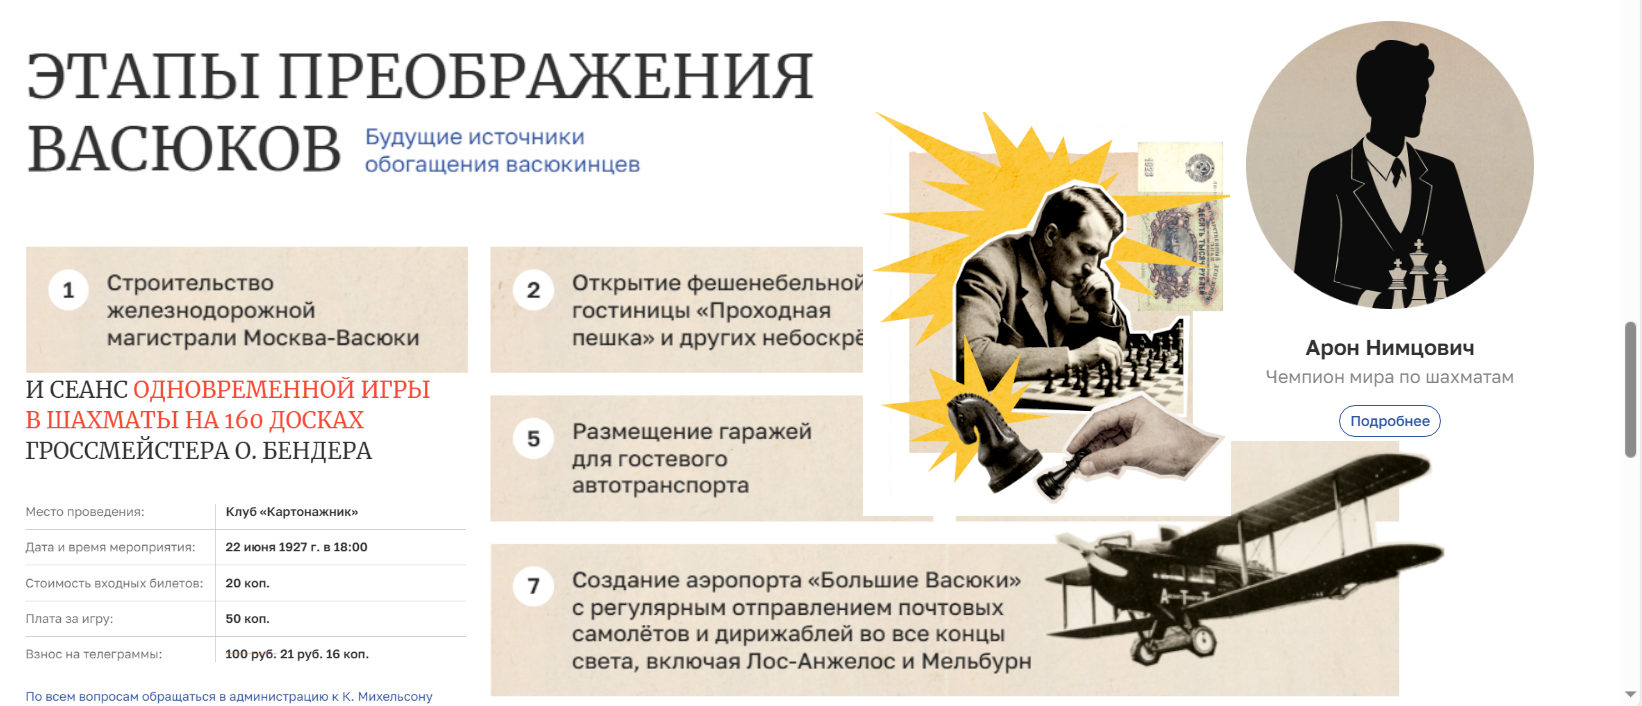 ЭТАПЫ ПРЕОБРАЖЕНИЯ
ВАСЮКОВ
Будущие источники
обогащения васюкинцев
1
Строительство
железнодорожной
магистрали Москва-Васюки
2
Открытие фешенебельной
гостиницы «Проходная
пешка» и других небоскрё
И СЕАНС ОДНОВРЕМЕННОЙ ИГРЫ
В ШАХМАТЫ НА 160 ДОСКАХ
ГРОССМЕЙСТЕРА О. БЕНДЕРА
Место проведения: Клуб «Картонажник»
Дата и время мероприятия: 22 июня 1927 г. в 18:00
Стоимость входных билетов: 20 коп.
Плата за игру: 50 коп.
Взнос на телеграммы: 100 руб. 21 руб. 16 коп.
По всем вопросам обращаться в администрацию к К. Михельсону
5
Размещение гаражей
для гостевого
автотранспорта
7
Создание аэропорта «Большие Васюки»
с регулярным отправлением почтовых
самолётов и дирижаблей во все концы
света, включая Лос-Анжелос и Мельбурн
1923
ДЕСЯТЬ ТЫСЯЧ РУБЛЕЙ
Арон Нимцович
Чемпион мира по шахматам
Подробнее